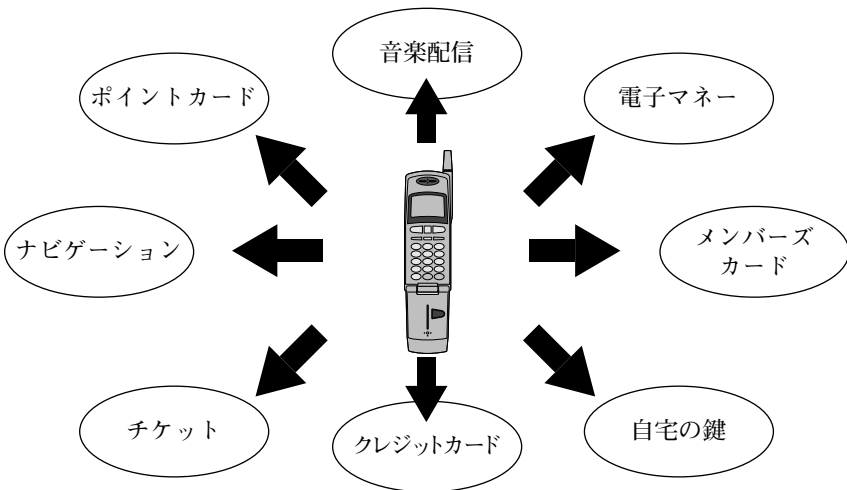 音楽配信
ポイントカード
電子マネー
ナビゲーション
メンバーズ
カード
チケット
クレジットカード
自宅の鍵